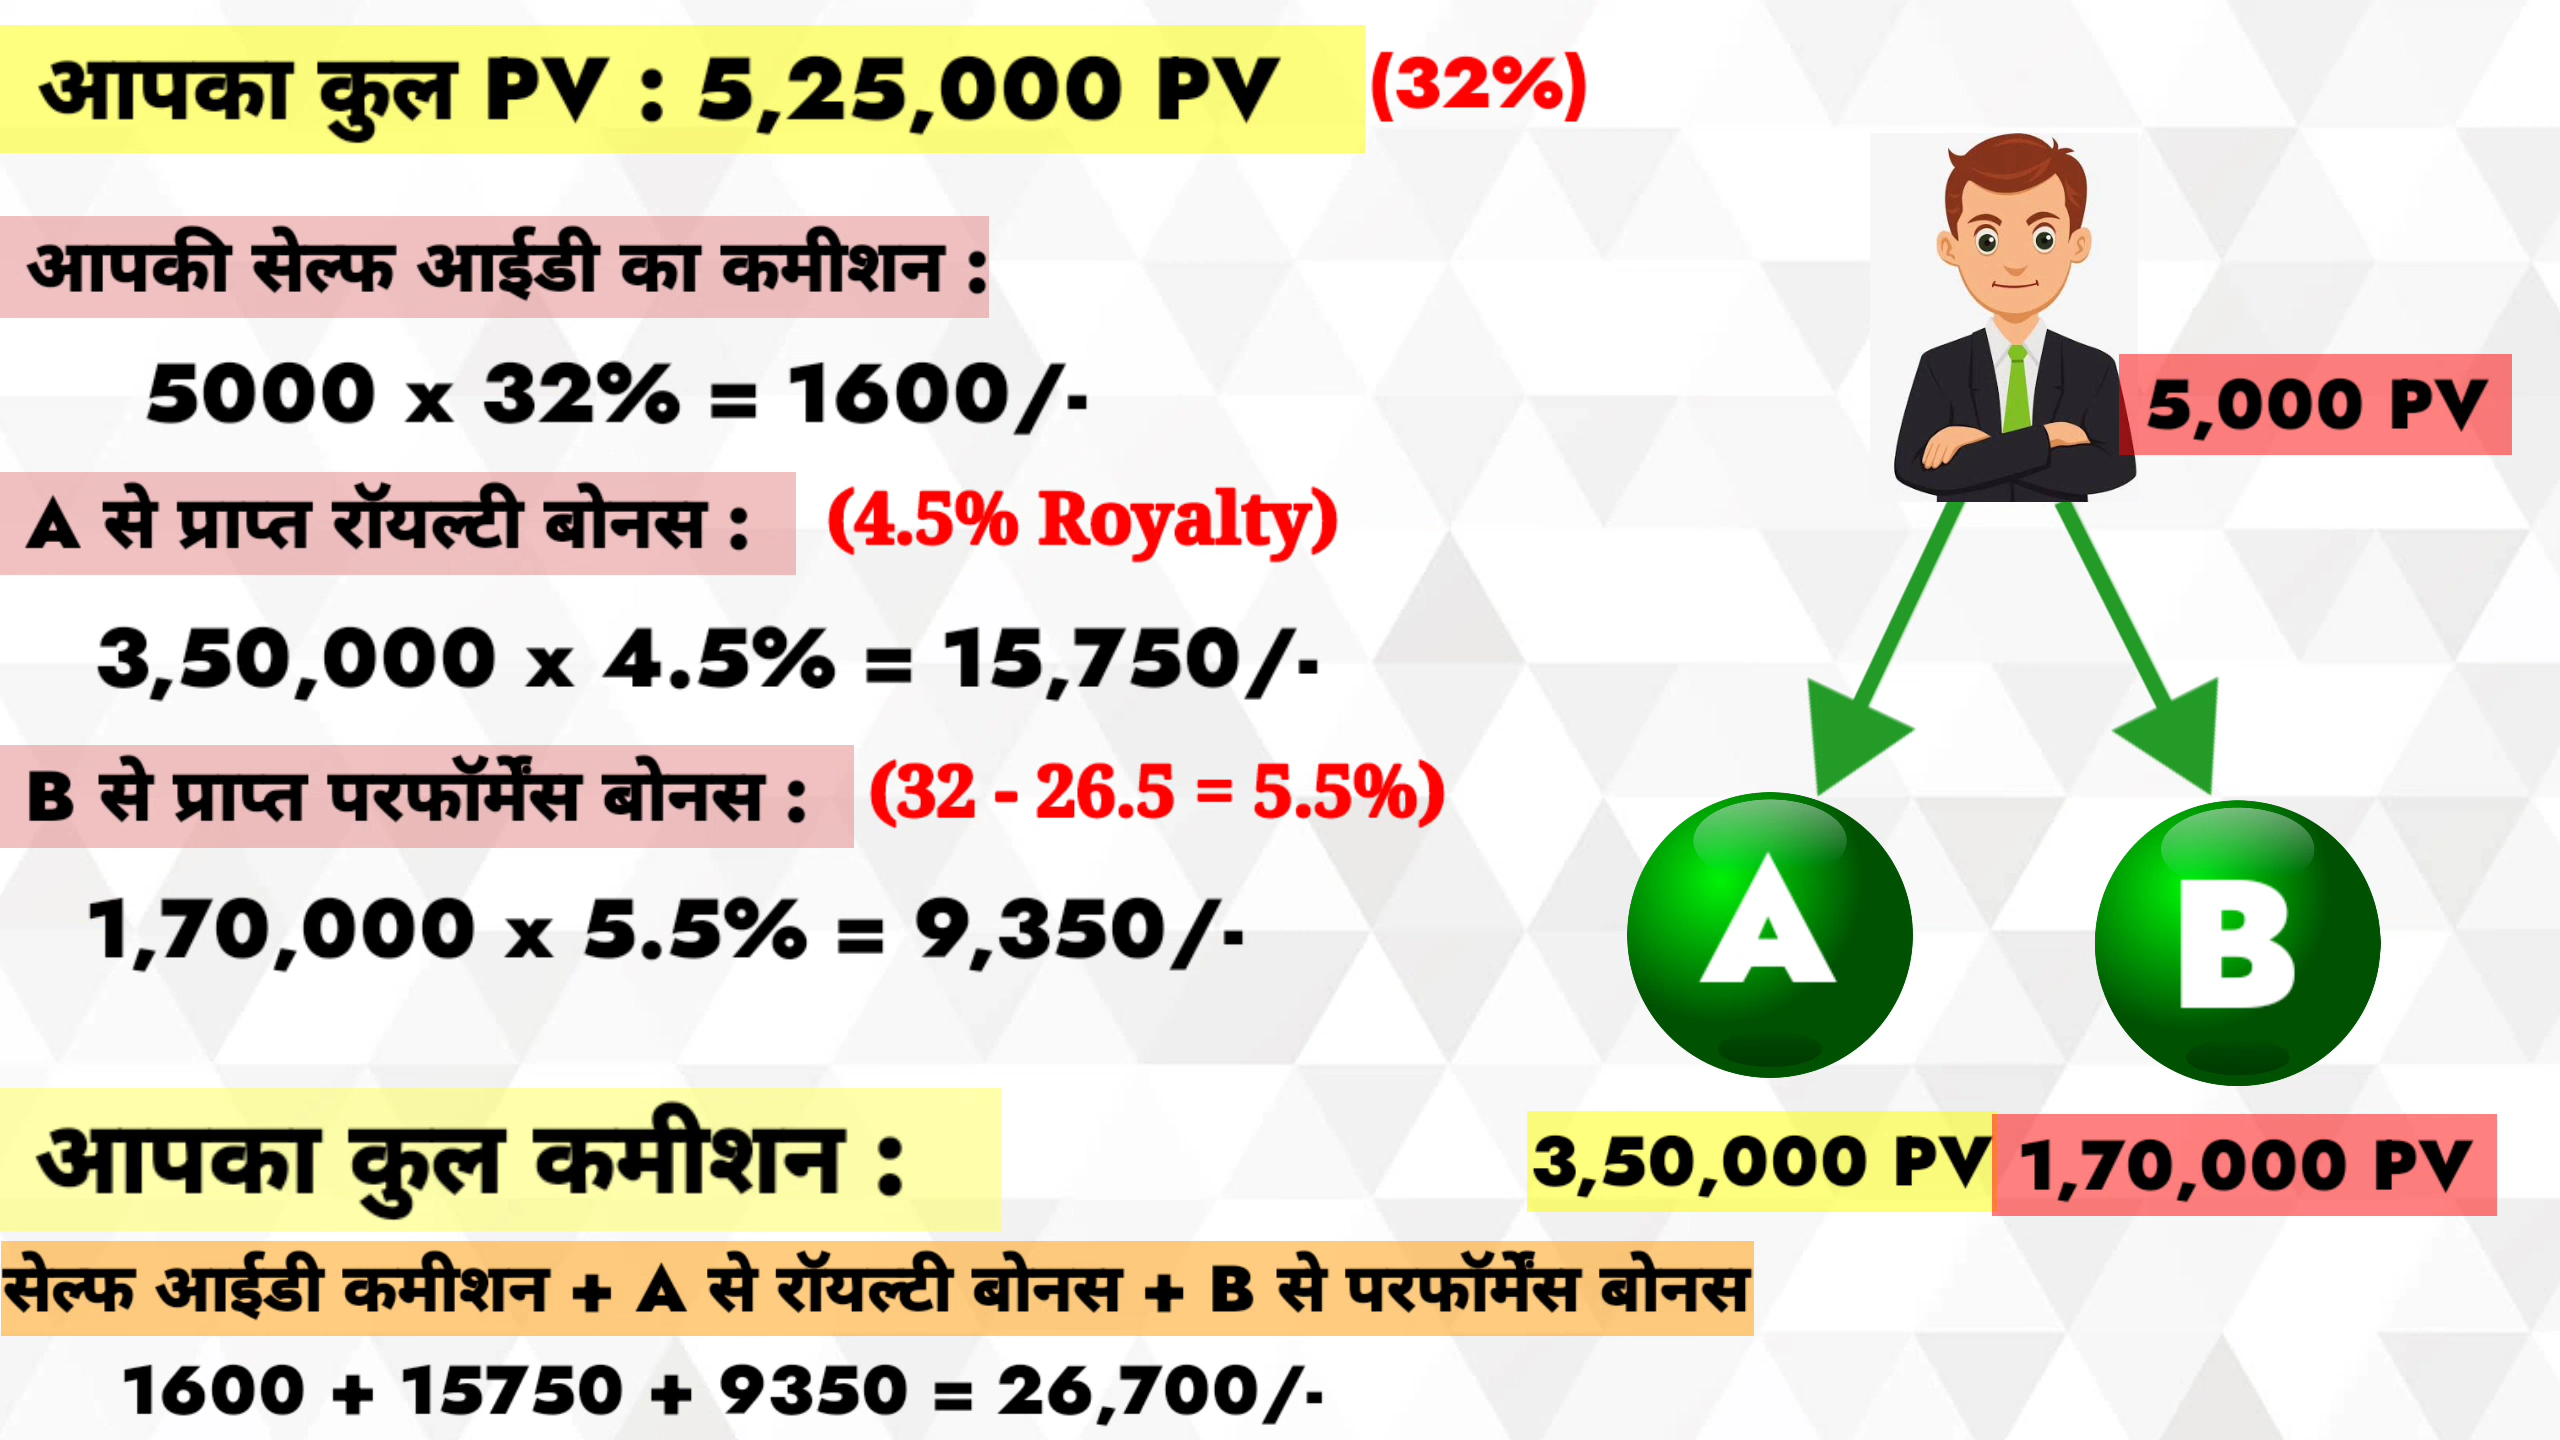 आपका कुल PV : 5,25,000 PV (32%)
आपकी सेल्फ आईडी का कमीशन :
5000 x 32% = 1600/-
5,000 PV
A से प्राप्त रॉयल्टी बोनस : (4.5% Royalty)
3,50,000 x 4.5% = 15,750/-
B से प्राप्त परफॉर्मेंस बोनस : (32 - 26.5 = 5.5%)
1,70,000 x 5.5% = 9,350/-
A
B
3,50,000 PV
1,70,000 PV
आपका कुल कमीशन :
सेल्फ आईडी कमीशन + A से रॉयल्टी बोनस + B से परफॉर्मेंस बोनस
1600 + 15750 + 9350 = 26,700/-